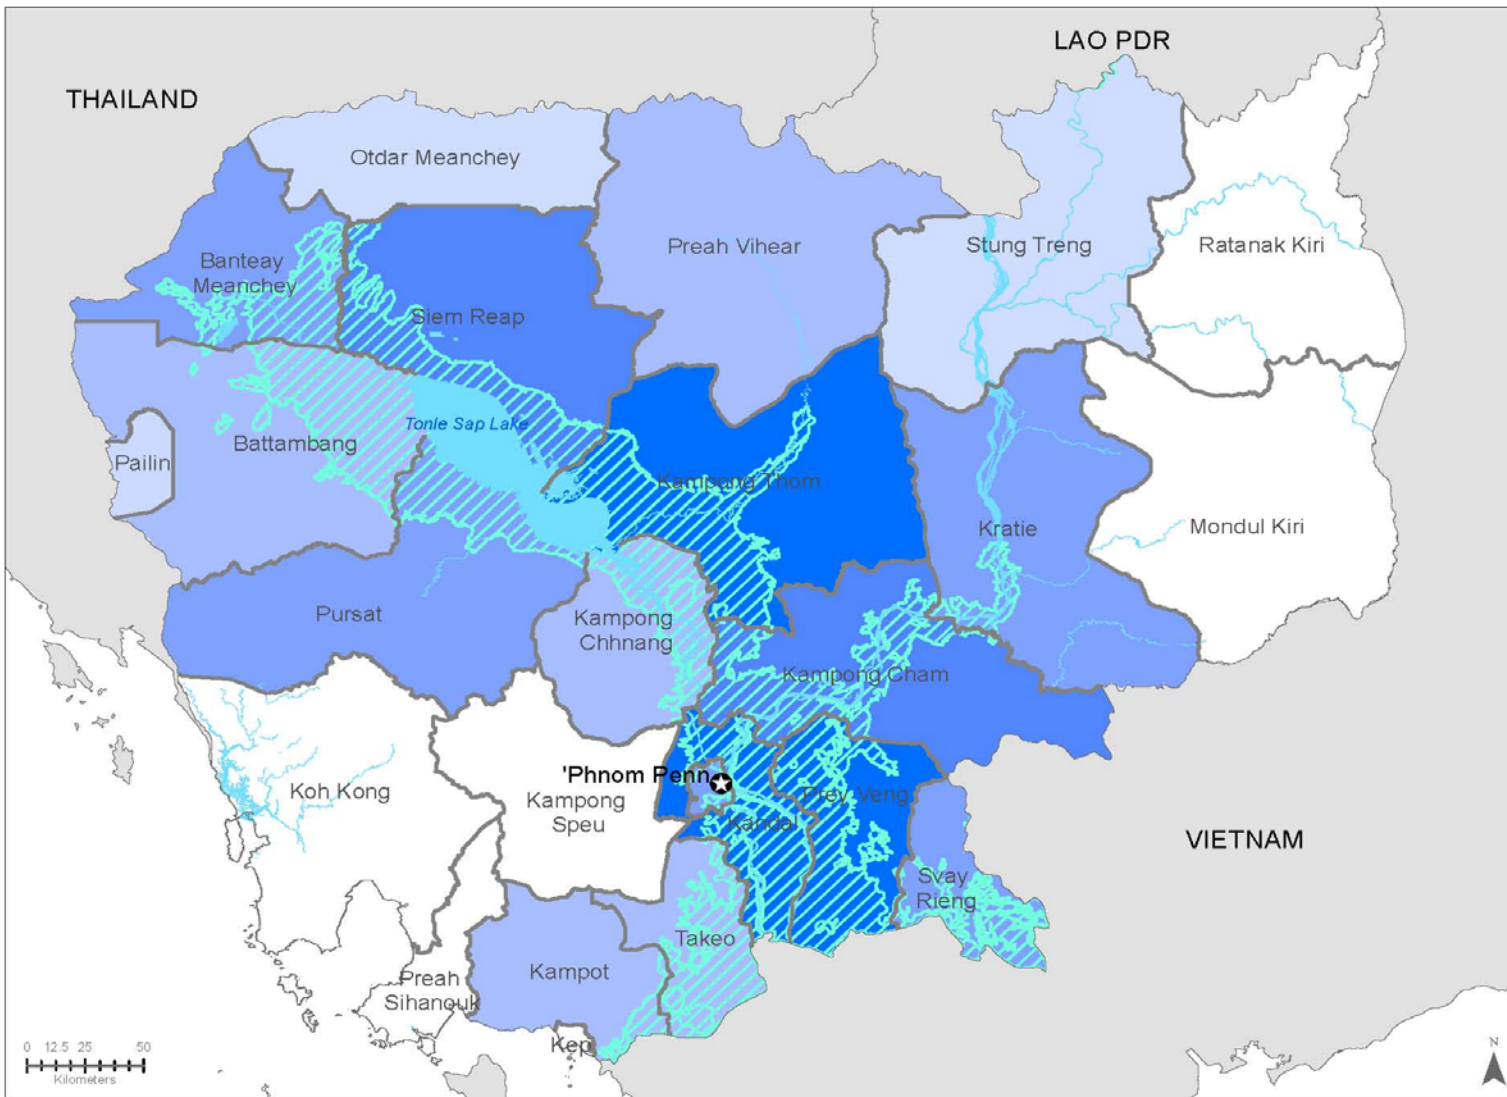 LAO PDR
THAILAND
Otdar Meanchey
Preah Vihear
Stung Treng
Ratanak Kiri
Banteay
Meanchey
Siem Reap
Tonle Sap Lake
Battambang
Pailin
Kampong Thom
Kratie
Mondul Kiri
Pursat
Kampong
Chhnang
Kampong Cham
'Phnom Penn
Koh Kong
Kampong
Speu
Prey Veng
Kandal
VIETNAM
Svay
Rieng
Takeo
Kampot
Preah
Sihanouk
Kep
0 12.5 25 50
Kilometers
N